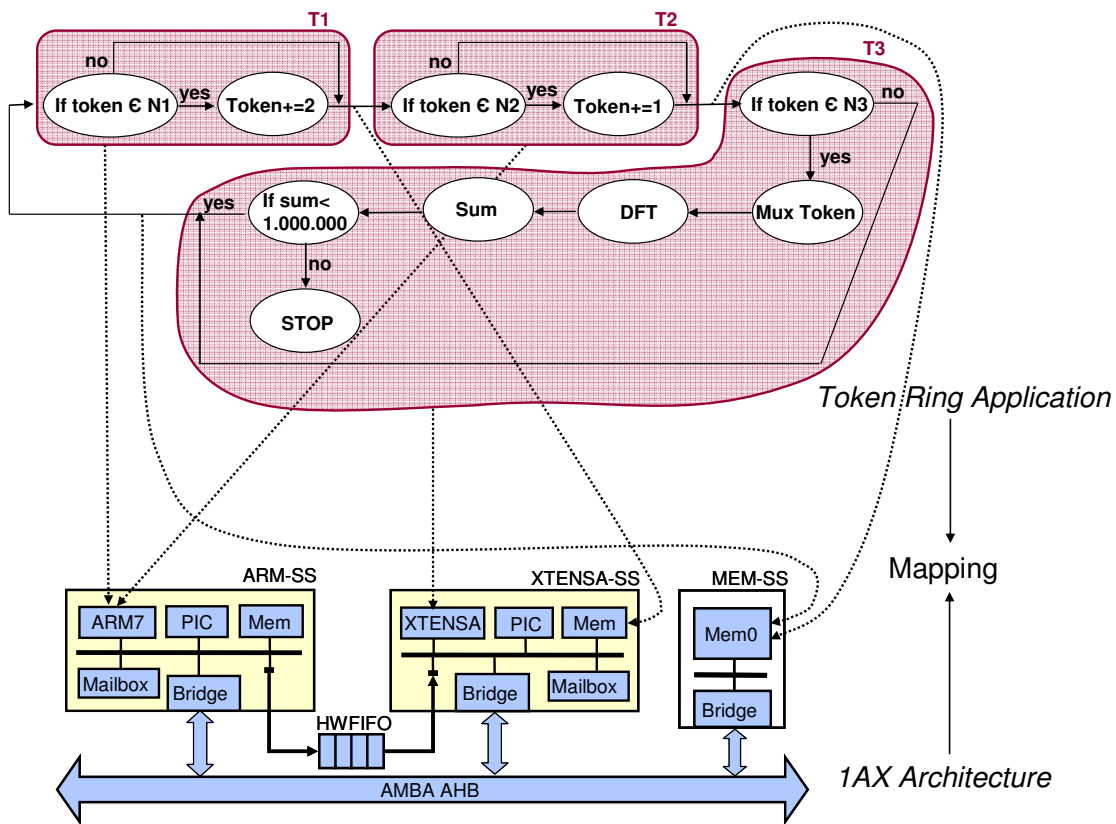 T1
T2
T3
no
no
no
If token Є N1
yes
Token+=2
If token Є N2
yes
Token+=1
If token Є N3
yes
yes
If sum<
1.000.000
Sum
DFT
Mux Token
no
STOP
Token Ring Application
Mapping
ARM-SS
XTENSA-SS
MEM-SS
ARM7
PIC
Mem
XTENSA
PIC
Mem
Mem0
Mailbox
Bridge
Bridge
Mailbox
Bridge
HWFIFO
AMBA AHB
1AX Architecture